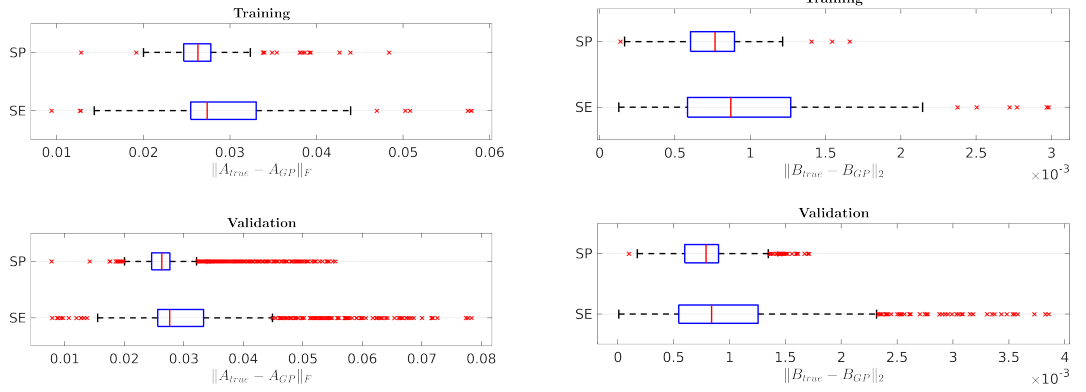 Training
SP
SE
0.01 0.02 0.03 0.04 0.05 0.06
‖A_true − A_GP‖_F
Training
SP
SE
0 0.5 1 1.5 2 2.5 3
‖B_true − B_GP‖_2
×10^-3
Validation
SP
SE
0.01 0.02 0.03 0.04 0.05 0.06 0.07 0.08
‖A_true − A_GP‖_F
Validation
SP
SE
0 0.5 1 1.5 2 2.5 3 3.5 4
‖B_true − B_GP‖_2
×10^-3